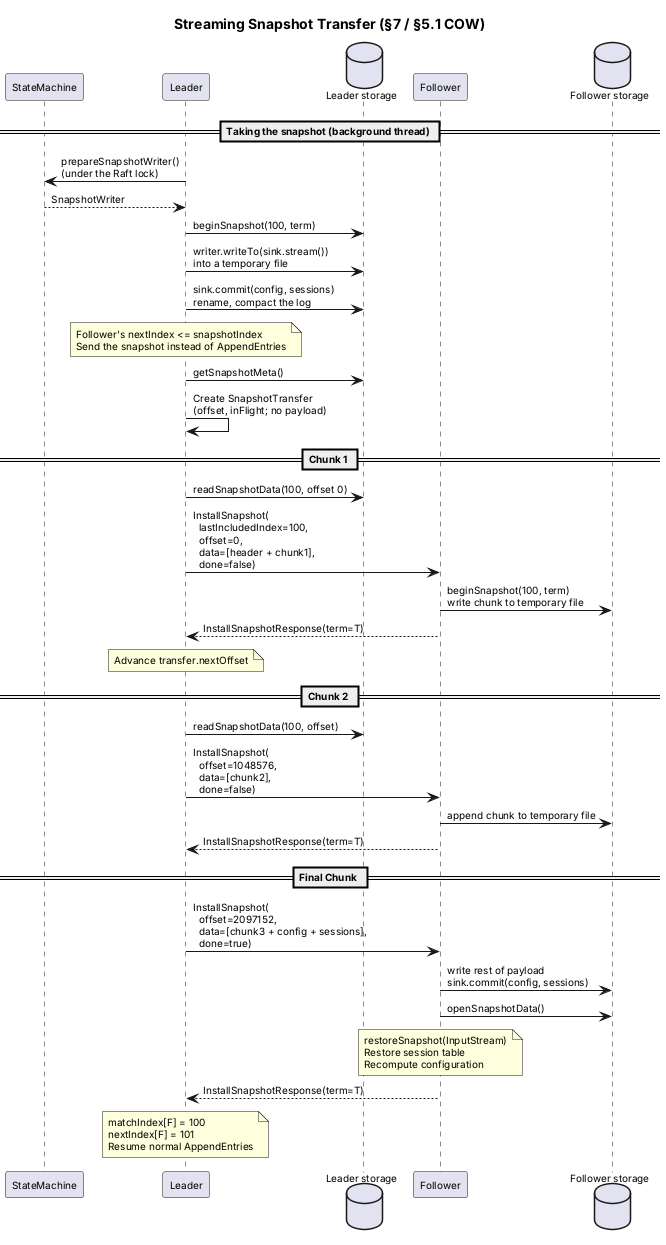 Streaming Snapshot Transfer (§7 / §5.1 COW)
StateMachine
Leader
Leader storage
Follower
Follower storage
Taking the snapshot (background thread)
prepareSnapshotWriter()
(under the Raft lock)
SnapshotWriter
beginSnapshot(100, term)
writer.writeTo(sink.stream())
into a temporary file
sink.commit(config, sessions)
rename, compact the log
Follower's nextIndex <= snapshotIndex
Send the snapshot instead of AppendEntries
getSnapshotMeta()
Create SnapshotTransfer
(offset, inFlight; no payload)
Chunk 1
readSnapshotData(100, offset 0)
InstallSnapshot(
lastIncludedIndex=100,
offset=0,
data=[header + chunk1],
done=false)
beginSnapshot(100, term)
write chunk to temporary file
InstallSnapshotResponse(term=T)
Advance transfer.nextOffset
Chunk 2
readSnapshotData(100, offset)
InstallSnapshot(
offset=1048576,
data=[chunk2],
done=false)
append chunk to temporary file
InstallSnapshotResponse(term=T)
Final Chunk
InstallSnapshot(
offset=2097152,
data=[chunk3 + config + sessions],
done=true)
write rest of payload
sink.commit(config, sessions)
openSnapshotData()
restoreSnapshot(InputStream)
Restore session table
Recompute configuration
InstallSnapshotResponse(term=T)
matchIndex[F] = 100
nextIndex[F] = 101
Resume normal AppendEntries
StateMachine
Leader
Leader storage
Follower
Follower storage